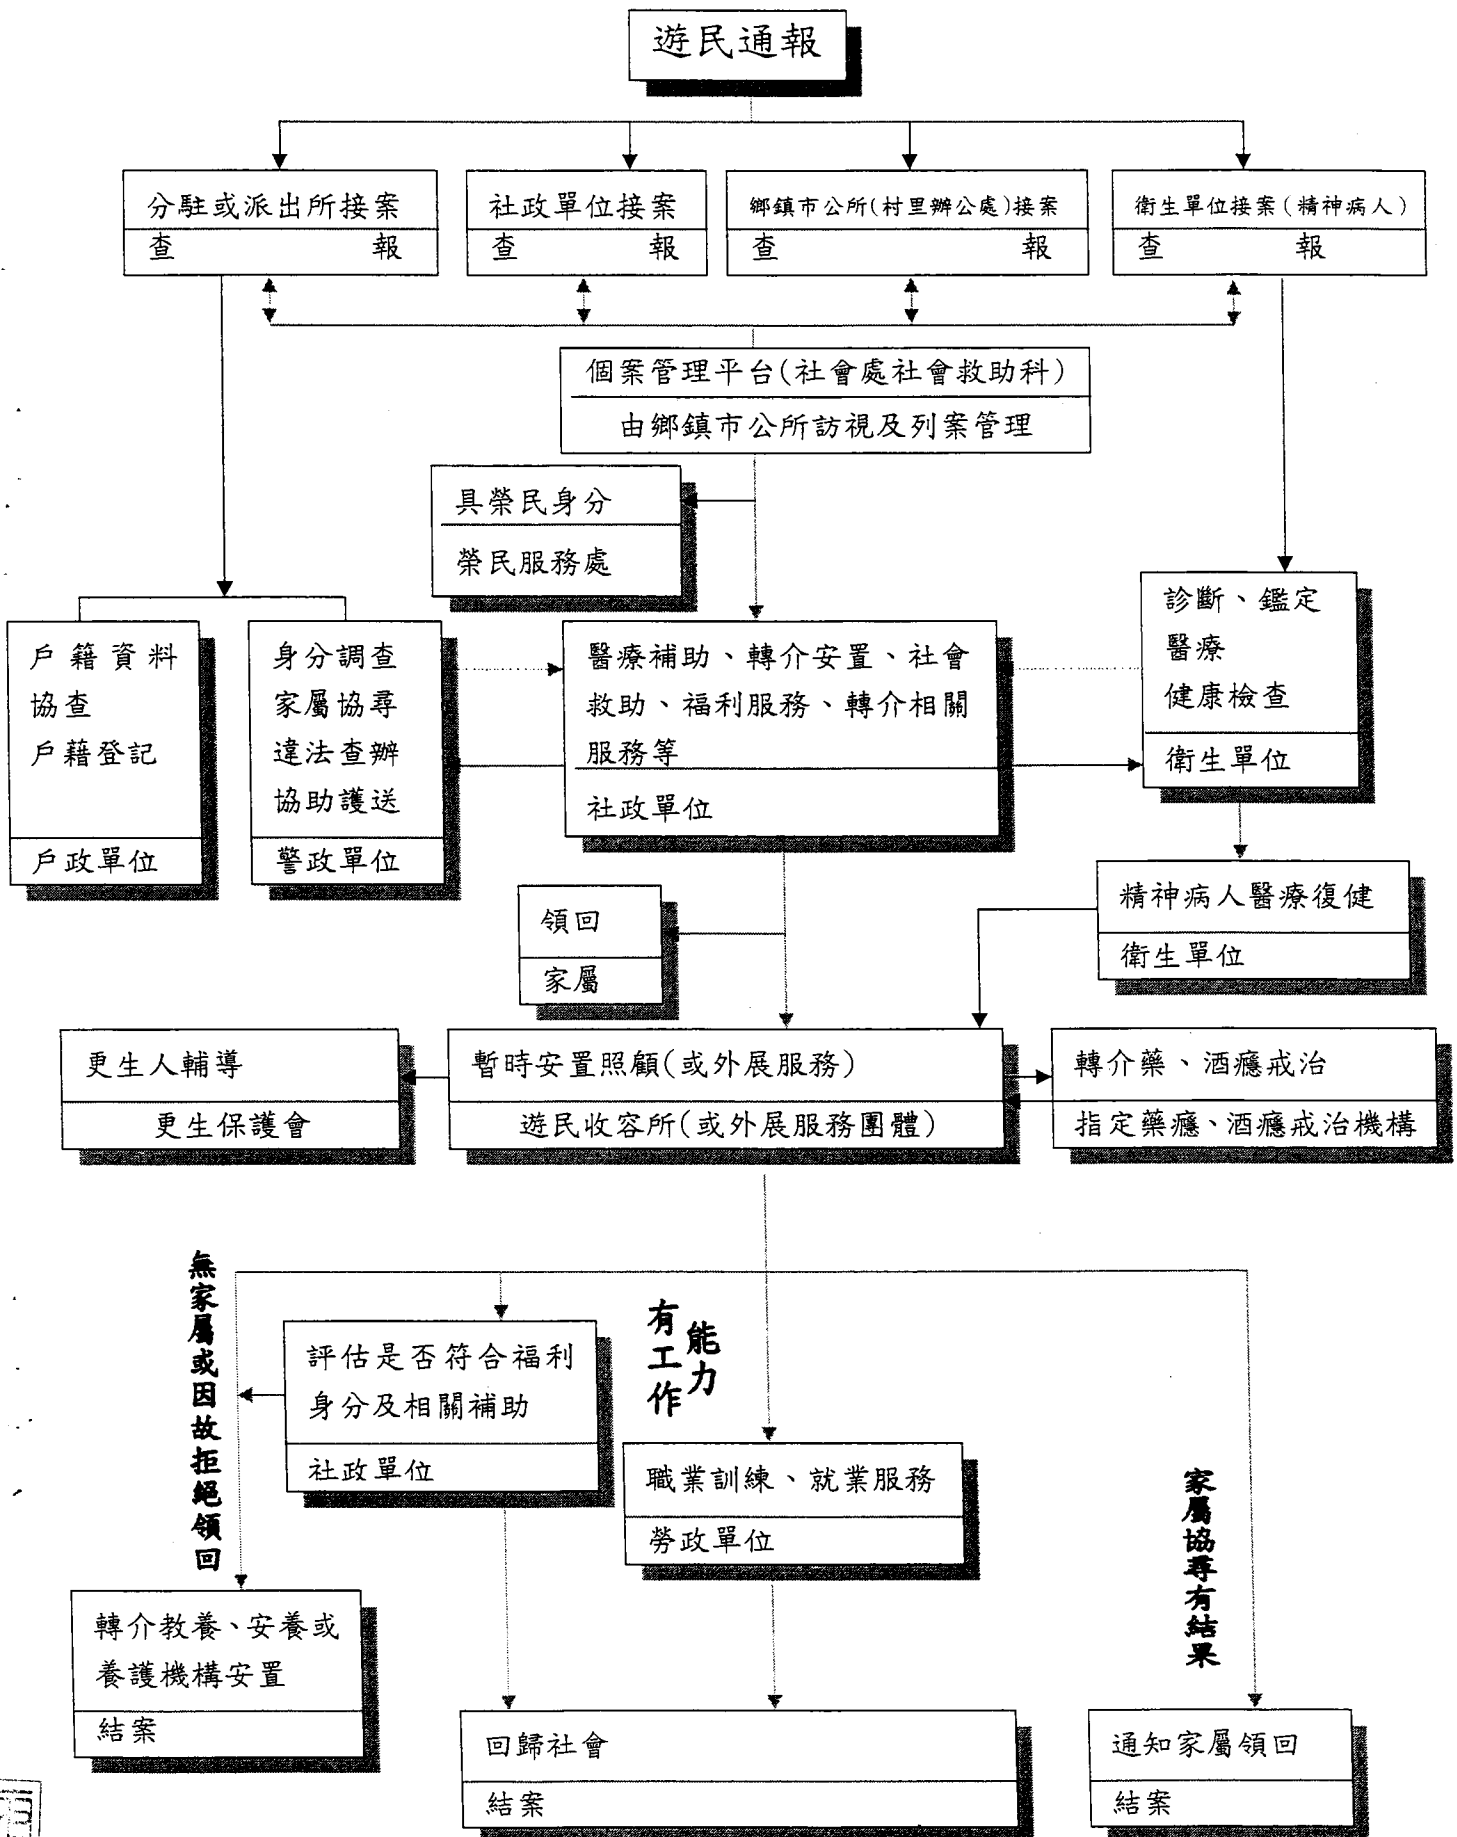 遊民通報
分駐或派出所接案
查 報
社政單位接案
查 報
鄉鎮市公所(村里辦公處)接案
查 報
衛生單位接案(精神病人)
查 報
個案管理平台(社會處社會救助科)
由鄉鎮市公所訪視及列案管理
具榮民身分
榮民服務處
戶籍資料
協查
戶藉登記
戶政單位
身分調查
家屬協尋
違法查辦
協助護送
警政單位
醫療補助、轉介安置、社會
救助、福利服務、轉介相關
服務等
社政單位
診斷、鑑定
醫療
健康檢查
衛生單位
領回
家屬
精神病人醫療復健
衛生單位
更生人輔導
更生保護會
暫時安置照顧(或外展服務)
遊民收容所(或外展服務團體)
轉介藥、酒癮戒治
指定藥癮、酒癮戒治機構
無家屬或因故拒絕領回
評估是否符合福利
身分及相關補助
社政單位
有工作
能力
職業訓練、就業服務
勞政單位
家屬協尋有結果
轉介教養、安養或
養護機構安置
結案
回歸社會
結案
通知家屬領回
結案